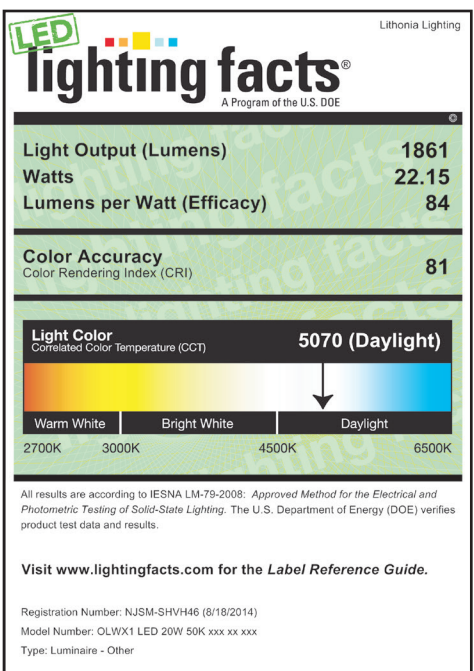 Lithonia Lighting
LED
lighting facts®
A Program of the U.S. DOE
©
Light Output (Lumens) 1861
Watts 22.15
Lumens per Watt (Efficacy) 84
Color Accuracy
Color Rendering Index (CRI) 81
Light Color
Correlated Color Temperature (CCT) 5070 (Daylight)
Warm White Bright White Daylight
2700K 3000K 4500K 6500K
All results are according to IESNA LM-79-2008: Approved Method for the Electrical and
Photometric Testing of Solid-State Lighting. The U.S. Department of Energy (DOE) verifies
product test data and results.
Visit www.lightingfacts.com for the Label Reference Guide.
Registration Number: NJSM-SHVH46 (8/18/2014)
Model Number: OLWX1 LED 20W 50K xxx xx xxx
Type: Luminaire - Other